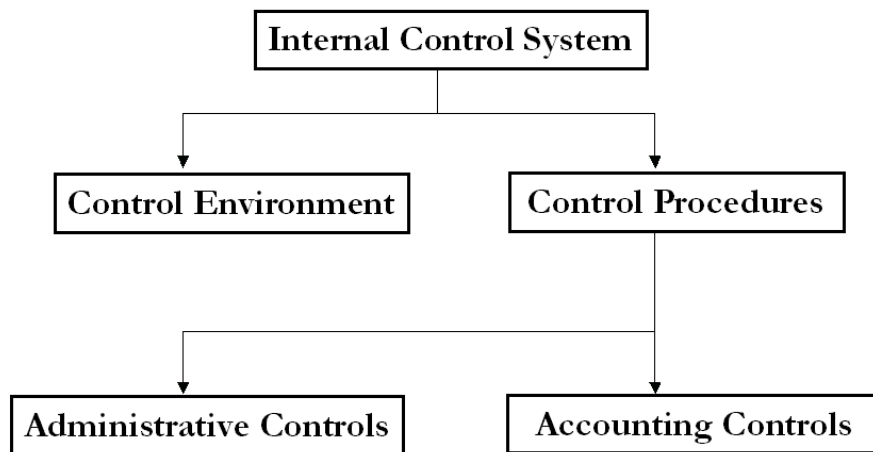 Internal Control System
Control Environment
Control Procedures
Administrative Controls
Accounting Controls